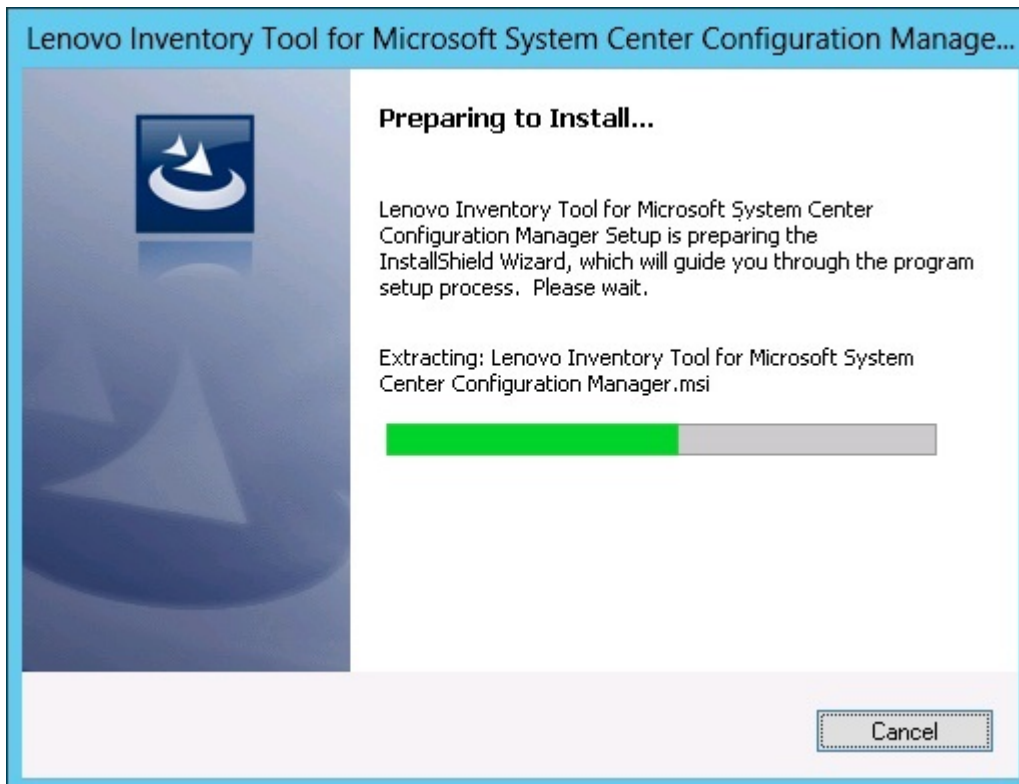 Lenovo Inventory Tool for Microsoft System Center Configuration Manage...
Preparing to Install...
Lenovo Inventory Tool for Microsoft System Center
Configuration Manager Setup is preparing the
InstallShield Wizard, which will guide you through the program
setup process.  Please wait.
Extracting: Lenovo Inventory Tool for Microsoft System
Center Configuration Manager.msi
Cancel